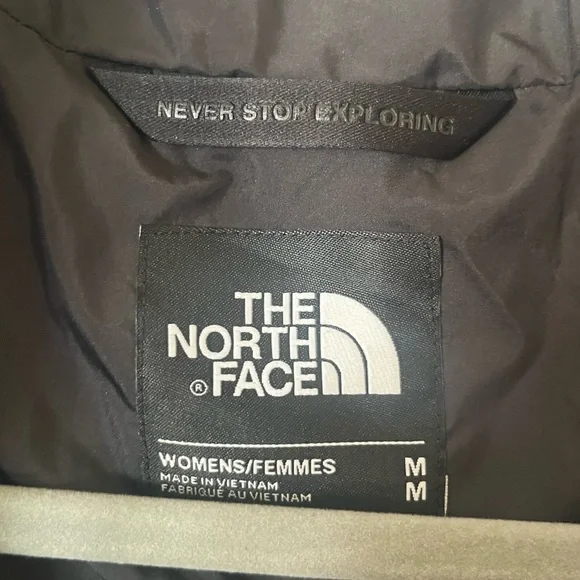 NEVER STOP EXPLORING
THE
NORTH
® FACE
WOMENS/FEMMES M
MADE IN VIETNAM M
FABRIQUÉ AU VIETNAM